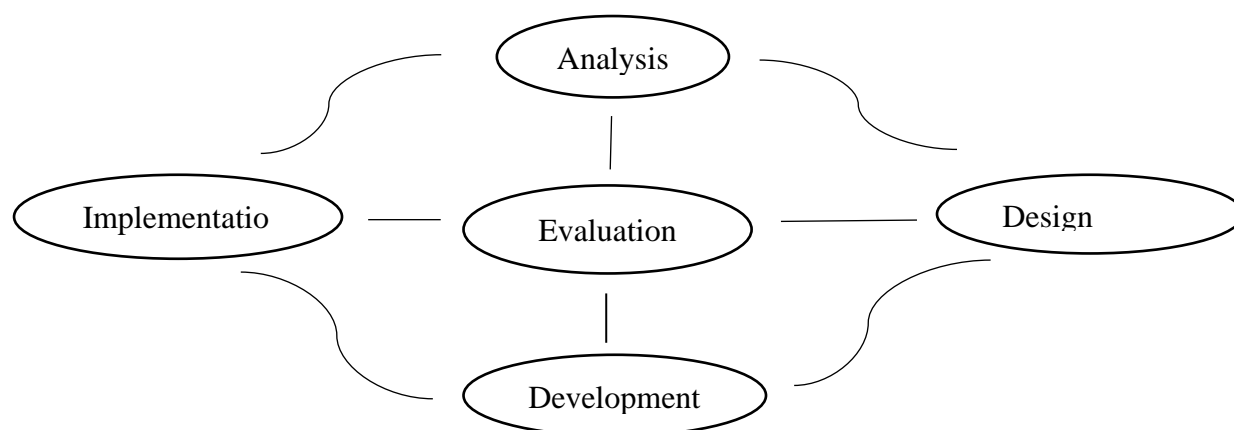 Analysis
Implementatio
Evaluation
Design
Development